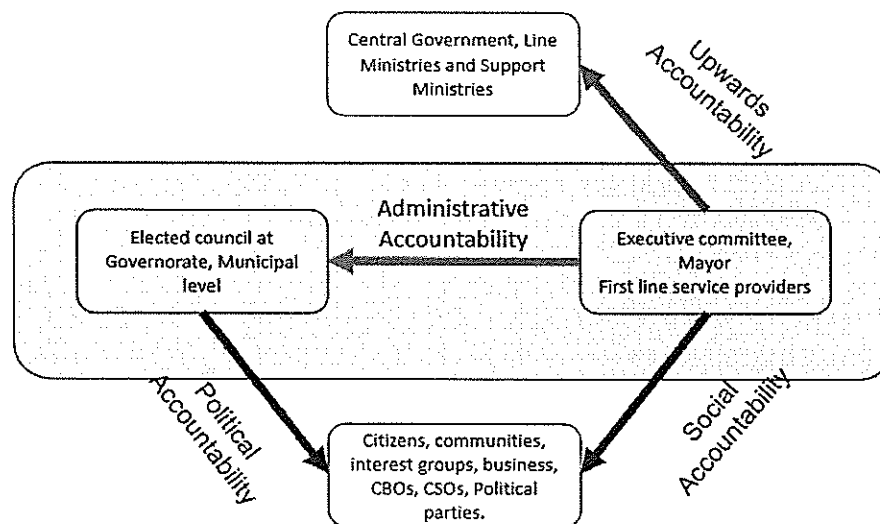 Central Government, Line
Ministries and Support
Ministries
Upwards
Accountability
Administrative
Accountability
Elected council at
Governorate, Municipal
level
Executive committee,
Mayor
First line service providers
Political
Accountability
Social
Accountability
Citizens, communities,
interest groups, business,
CBOs, CSOs, Political
parties.